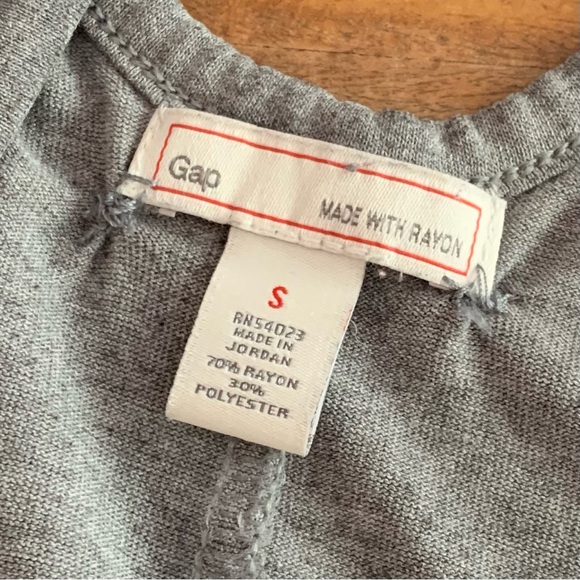 Gap
MADE WITH RAYON
S
RN54023
MADE IN
JORDAN
70% RAYON
30%
POLYESTER